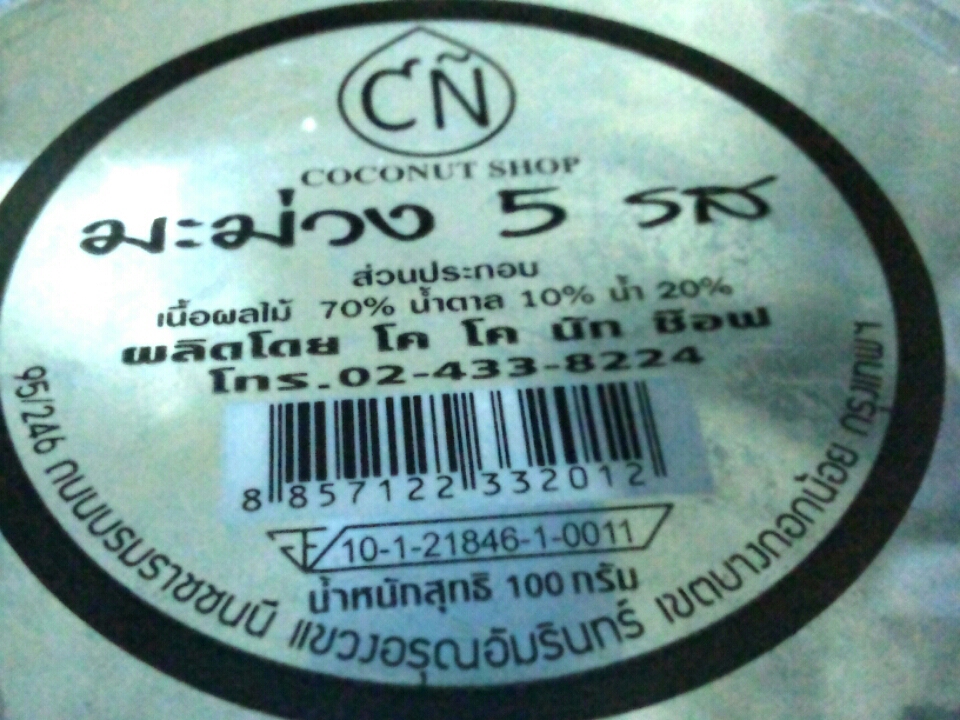 CÑ
COCONUT SHOP
มะม่วง 5 รส
ส่วนประกอบ
เนื้อผลไม้ 70% น้ำตาล 10% น้ำ 20%
ผลิตโดย โค โค นัท ช็อพ
โทร.02-433-8224
8 857122 332012
10-1-21846-1-0011
น้ำหนักสุทธิ 100 กรัม
95/246 ถนนบรมราชชนนี แขวงอรุณอัมรินทร์ เขตบางกอกน้อย กรุงเทพฯ